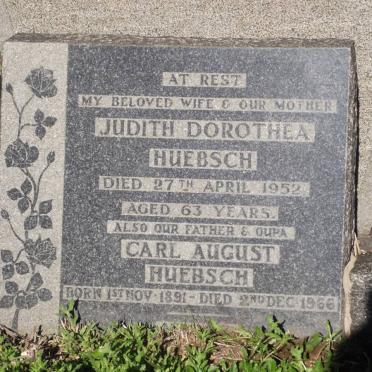 AT REST
MY BELOVED WIFE & OUR MOTHER
JUDITH DOROTHEA
HUEBSCH
DIED 27TH APRIL 1952.
AGED 63 YEARS.
ALSO OUR FATHER & OUPA
CARL AUGUST
HUEBSCH
BORN 1ST NOV·1891·DIED 2ND DEC.1966